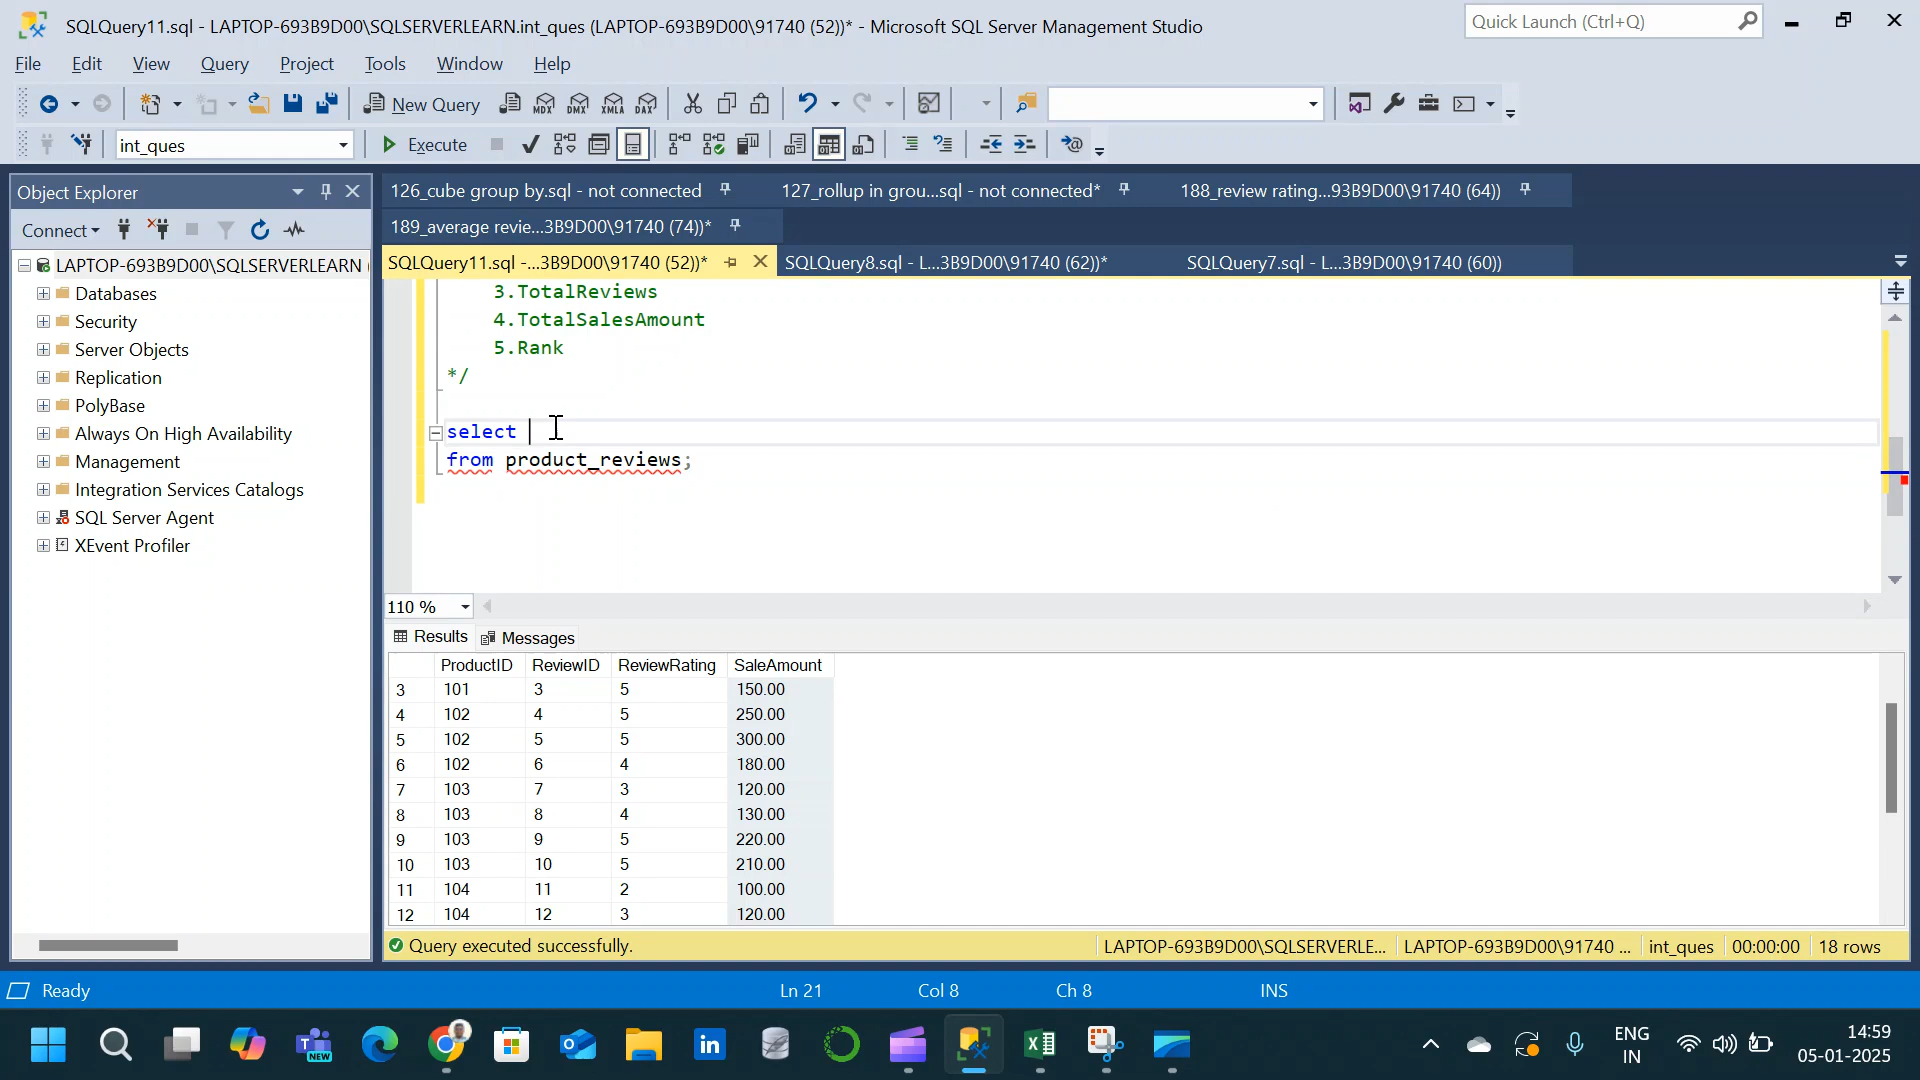 SQLQuery11.sql - LAPTOP-693B9D00\SQLSERVERLEARN.int_ques (LAPTOP-693B9D00\91740 (52))* - Microsoft SQL Server Management Studio
Quick Launch (Ctrl+Q)
File Edit View Query Project Tools Window Help
New Query MDX DMX XMLA DAX
int_ques Execute
Object Explorer
Connect
LAPTOP-693B9D00\SQLSERVERLEARN (
Databases
Security
Server Objects
Replication
PolyBase
Always On High Availability
Management
Integration Services Catalogs
SQL Server Agent
XEvent Profiler
126_cube group by.sql - not connected 127_rollup in grou...sql - not connected* 188_review rating...93B9D00\91740 (64))
189_average revie...3B9D00\91740 (74))*
SQLQuery11.sql -...3B9D00\91740 (52))* SQLQuery8.sql - L...3B9D00\91740 (62))* SQLQuery7.sql - L...3B9D00\91740 (60))
3.TotalReviews
4.TotalSalesAmount
5.Rank
*/
select
from product_reviews;
110 %
Results Messages
ProductID ReviewID ReviewRating SaleAmount
3 101 3 5 150.00
4 102 4 5 250.00
5 102 5 5 300.00
6 102 6 4 180.00
7 103 7 3 120.00
8 103 8 4 130.00
9 103 9 5 220.00
10 103 10 5 210.00
11 104 11 2 100.00
12 104 12 3 120.00
Query executed successfully. LAPTOP-693B9D00\SQLSERVERLE... LAPTOP-693B9D00\91740 ... int_ques 00:00:00 18 rows
Ready Ln 21 Col 8 Ch 8 INS
NEW
ENG
IN
14:59
05-01-2025